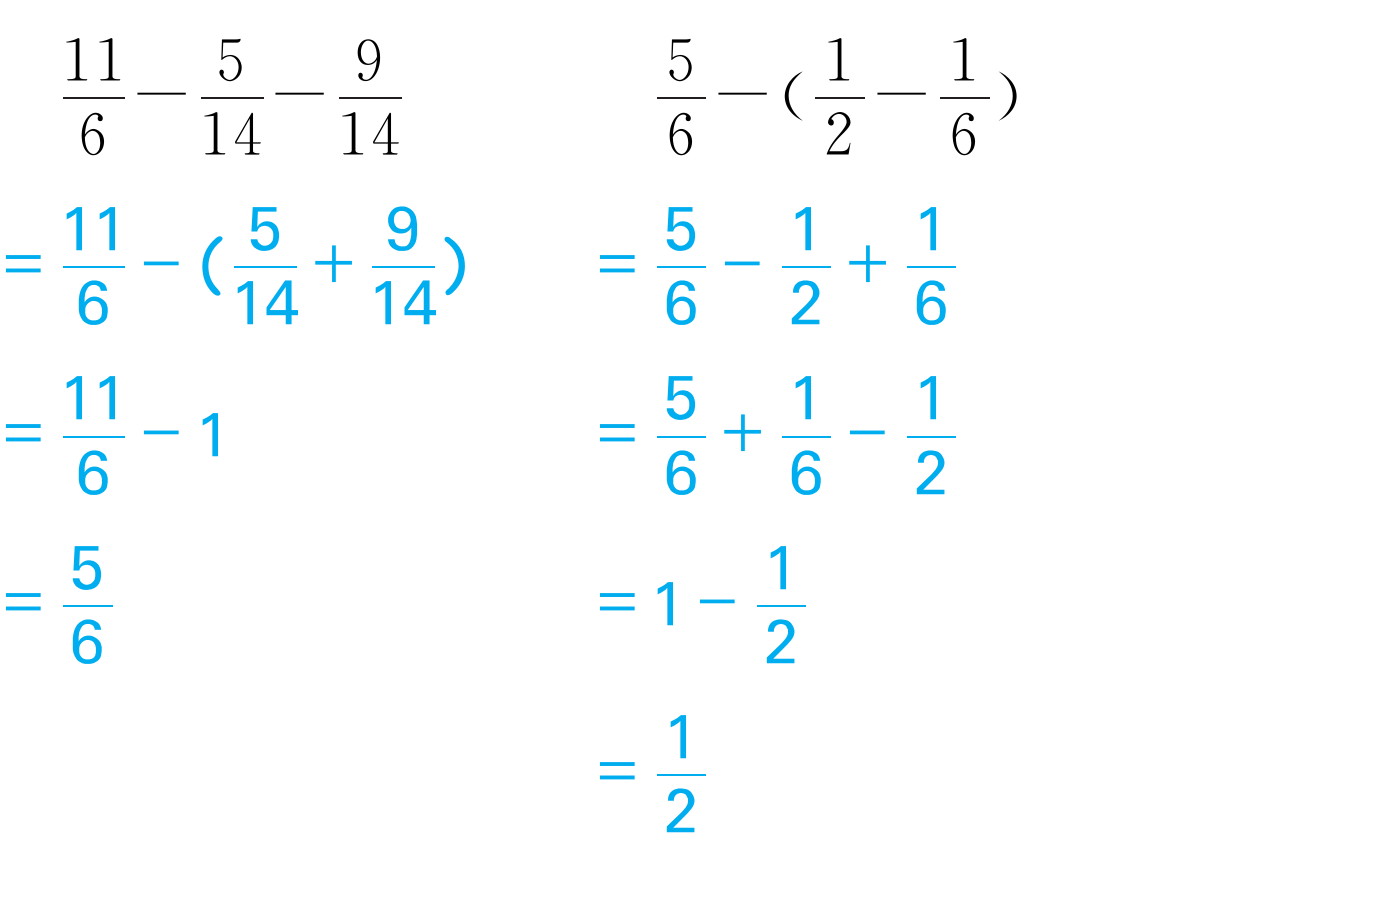 11/6 − 5/14 − 9/14
= 11/6 − (5/14 + 9/14)
= 11/6 − 1
= 5/6
5/6 − (1/2 − 1/6)
= 5/6 − 1/2 + 1/6
= 5/6 + 1/6 − 1/2
= 1 − 1/2
= 1/2